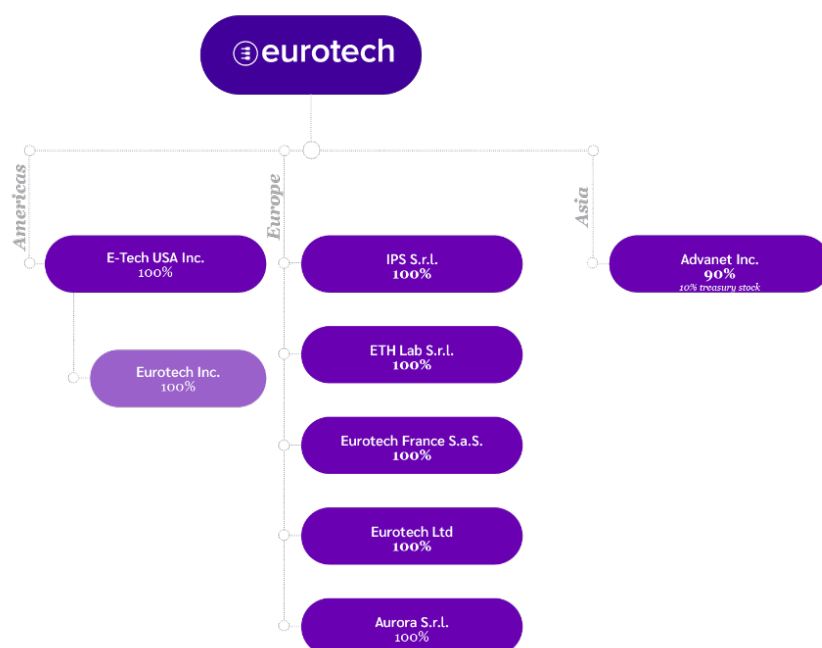 eurotech
Americas
Europe
Asia
E-Tech USA Inc.
100%
Eurotech Inc.
100%
IPS S.r.l.
100%
ETH Lab S.r.l.
100%
Eurotech France S.a.S.
100%
Eurotech Ltd
100%
Aurora S.r.l.
100%
Advanet Inc.
90%
10% treasury stock